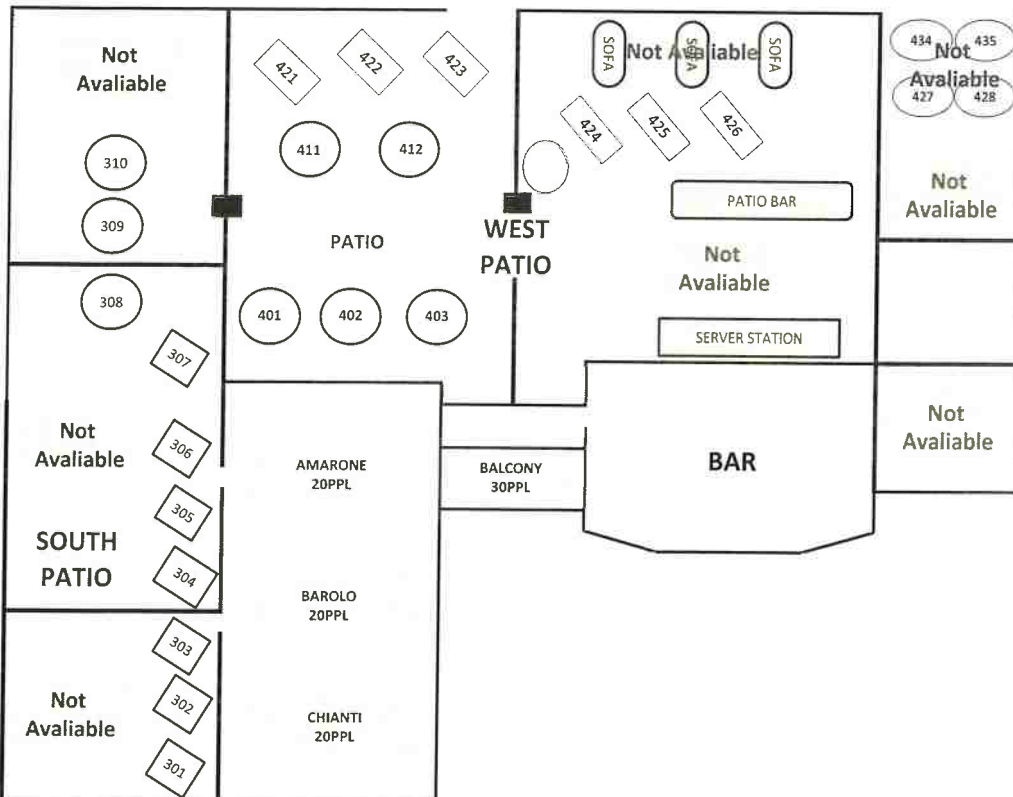 Not
Avaliable
310
309
308
307
306
305
304
303
302
301
Not
Avaliable
SOUTH
PATIO
Not
Avaliable
421
422
423
411
412
PATIO
401
402
403
WEST
PATIO
AMARONE
20PPL
BAROLO
20PPL
CHIANTI
20PPL
BALCONY
30PPL
SOFA
SOFA
SOFA
Not Avaliable
424
425
426
PATIO BAR
Not
Avaliable
SERVER STATION
BAR
434
435
Not
Avaliable
427
428
Not
Avaliable
Not
Avaliable